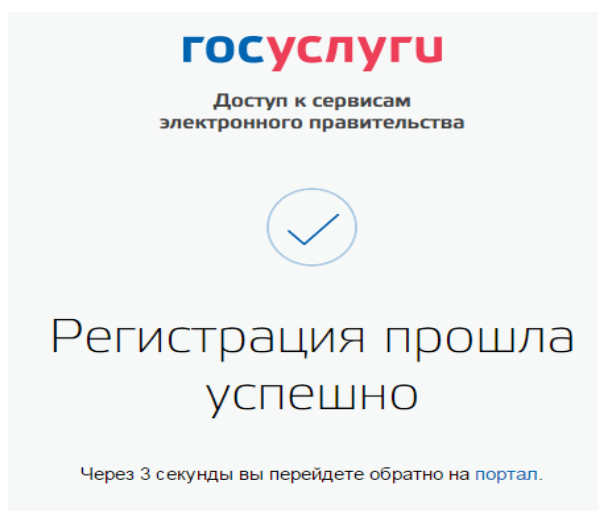 госуслуги
Доступ к сервисам
электронного правительства
Регистрация прошла
успешно
Через 3 секунды вы перейдете обратно на портал.